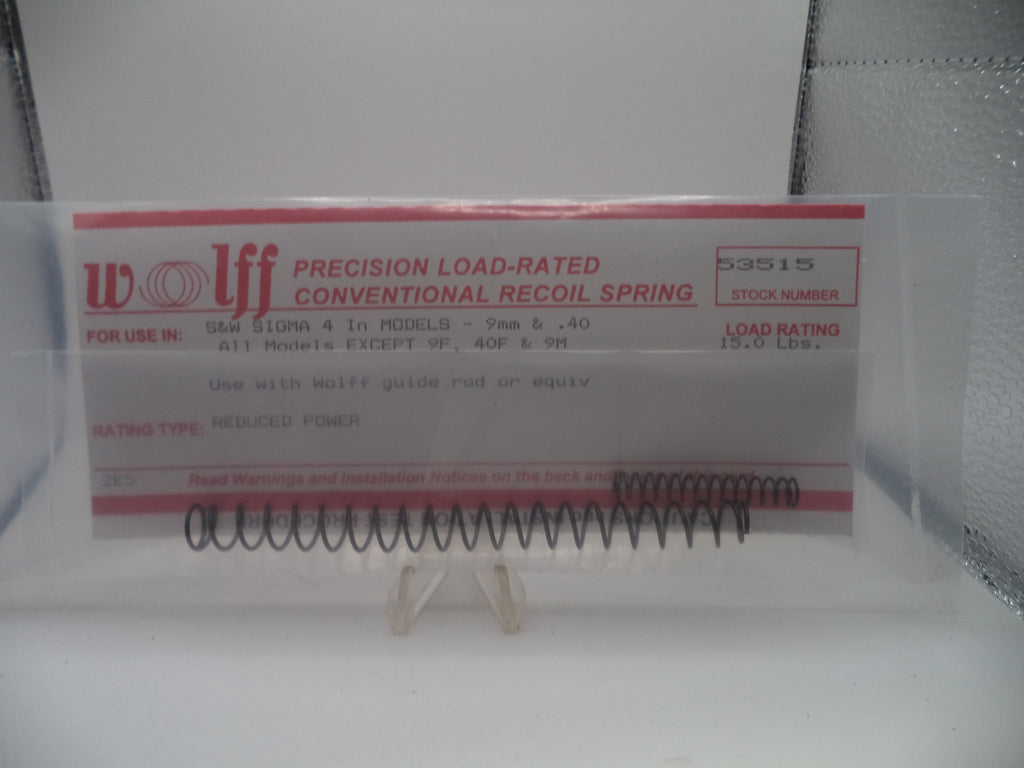 wolff
PRECISION LOAD-RATED
CONVENTIONAL RECOIL SPRING
53515
STOCK NUMBER
FOR USE IN: S&W SIGMA 4 In MODELS - 9mm & .40
All Models EXCEPT 9F, 40F & 9M
LOAD RATING
15.0 Lbs.
Use with Wolff guide rod or equiv
RATING TYPE: REDUCED POWER
2E5
Read Warnings and Installation Notices on the back and